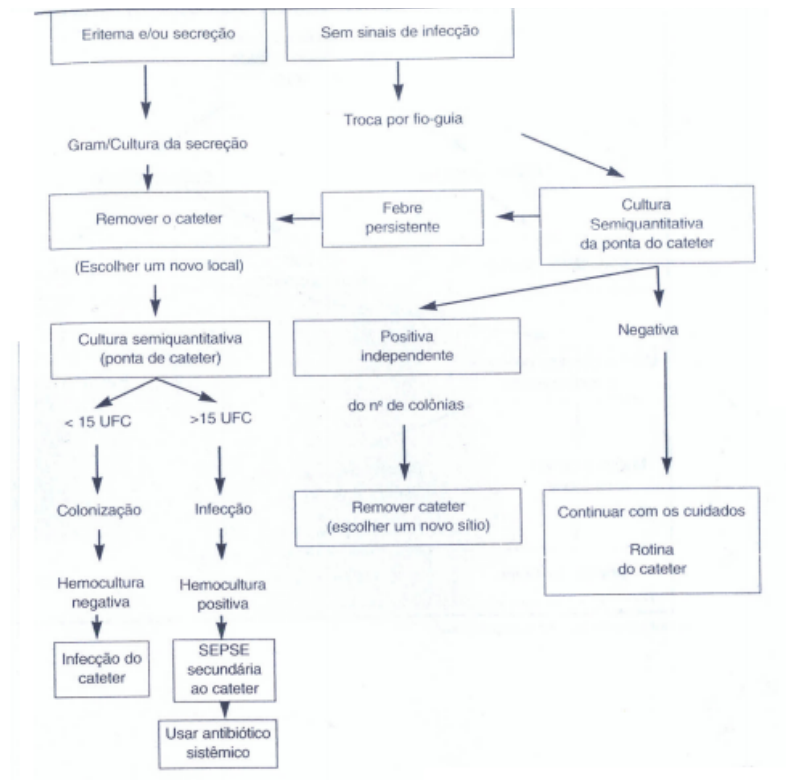 Eritema e/ou secreção
Sem sinais de infecção
Troca por fio-guia
Gram/Cultura da secreção
Remover o cateter
Febre
persistente
Cultura
Semiquantitativa
da ponta do cateter
(Escolher um novo local)
Cultura semiquantitativa
(ponta de cateter)
Positiva
independente
Negativa
do nº de colônias
< 15 UFC
>15 UFC
Colonização
Infecção
Remover cateter
(escolher um novo sítio)
Continuar com os cuidados
Rotina
do cateter
Hemocultura
negativa
Hemocultura
positiva
Infecção do
cateter
SEPSE
secundária
ao cateter
Usar antibiótico
sistêmico